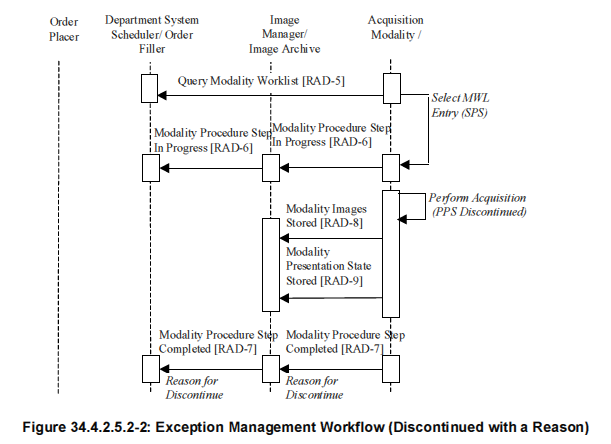 Order
Placer
Department System
Scheduler/ Order
Filler
Image
Manager/
Image Archive
Acquisition
Modality /
Query Modality Worklist [RAD-5]
Select MWL
Entry (SPS)
Modality Procedure Step
In Progress [RAD-6]
Modality Procedure Step
In Progress [RAD-6]
Perform Acquisition
(PPS Discontinued)
Modality Images
Stored [RAD-8]
Modality
Presentation State
Stored [RAD-9]
Modality Procedure Step
Completed [RAD-7]
Modality Procedure Step
Completed [RAD-7]
Reason for
Discontinue
Reason for
Discontinue
Figure 34.4.2.5.2-2: Exception Management Workflow (Discontinued with a Reason)